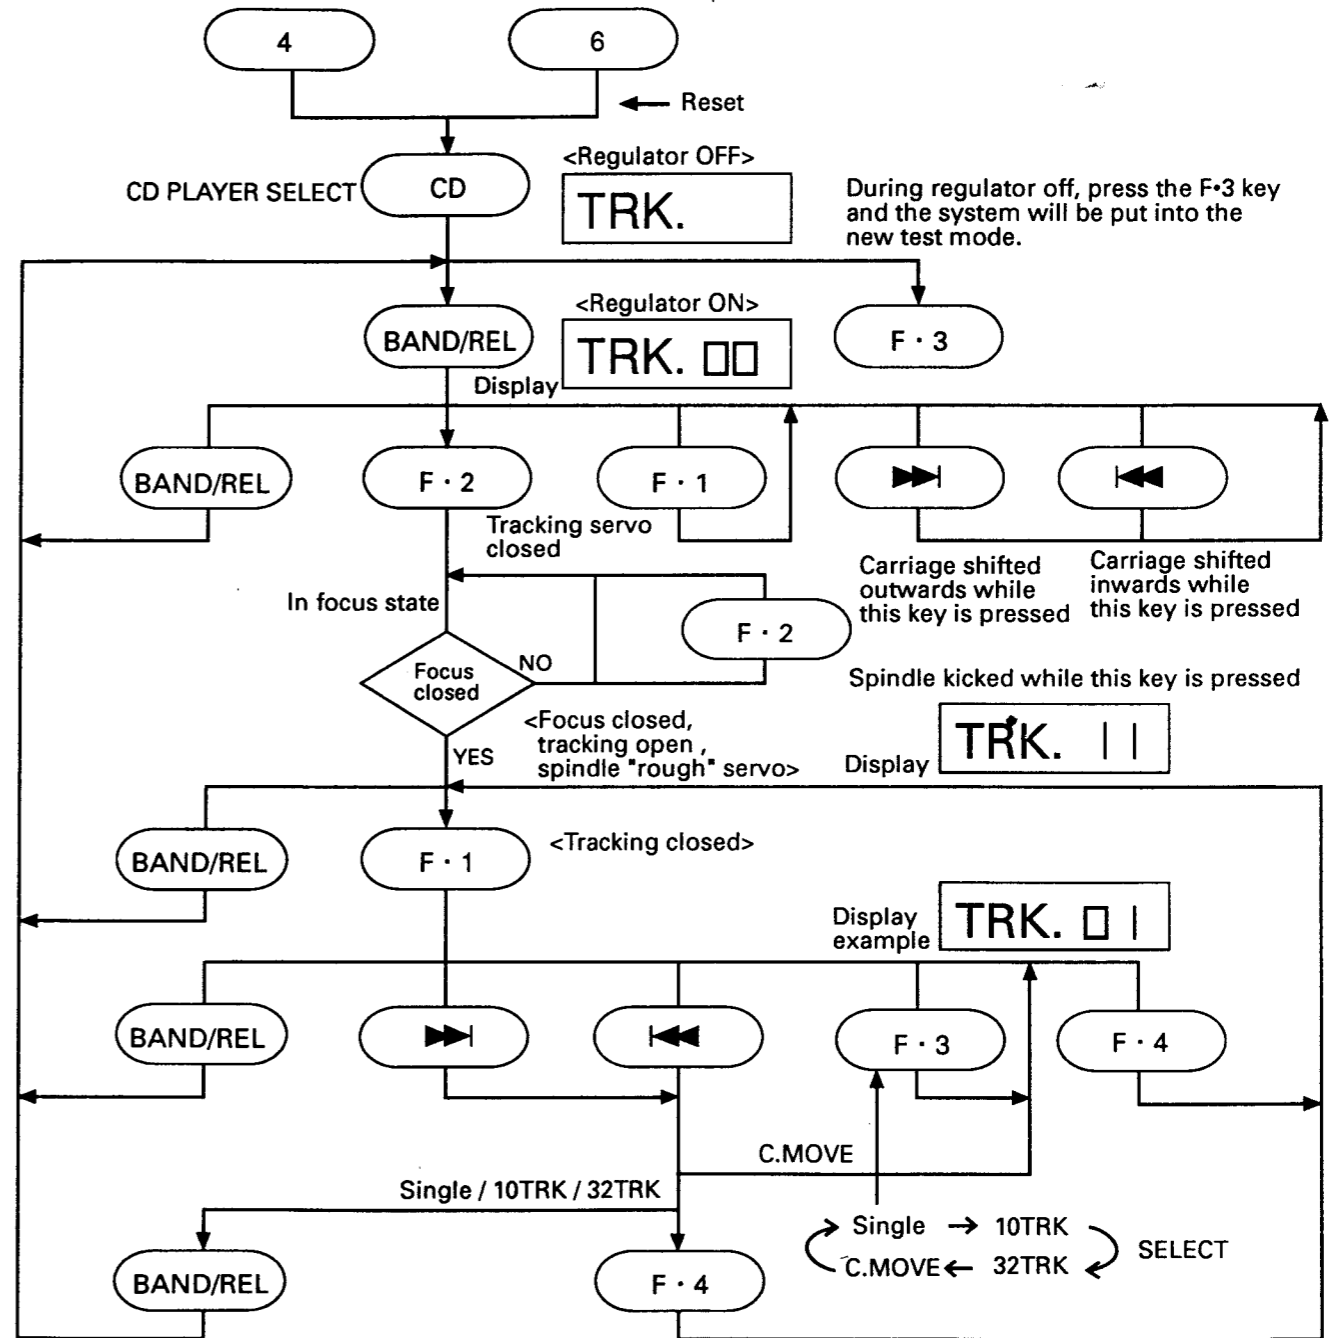 4
6
Reset
<Regulator OFF>
CD PLAYER SELECT
CD
TRK.
During regulator off, press the F•3 key
and the system will be put into the
new test mode.
<Regulator ON>
BAND/REL
TRK. 00
F · 3
Display
BAND/REL
F · 2
F · 1
Tracking servo
closed
Carriage shifted
outwards while
this key is pressed
Carriage shifted
inwards while
this key is pressed
In focus state
F · 2
Focus
closed
NO
Spindle kicked while this key is pressed
<Focus closed,
tracking open ,
spindle "rough" servo>
YES
Display
TRK. 11
BAND/REL
F · 1
<Tracking closed>
Display
example
TRK. 0 1
BAND/REL
F · 3
F · 4
C.MOVE
Single / 10TRK / 32TRK
Single → 10TRK
C.MOVE ← 32TRK
SELECT
BAND/REL
F · 4